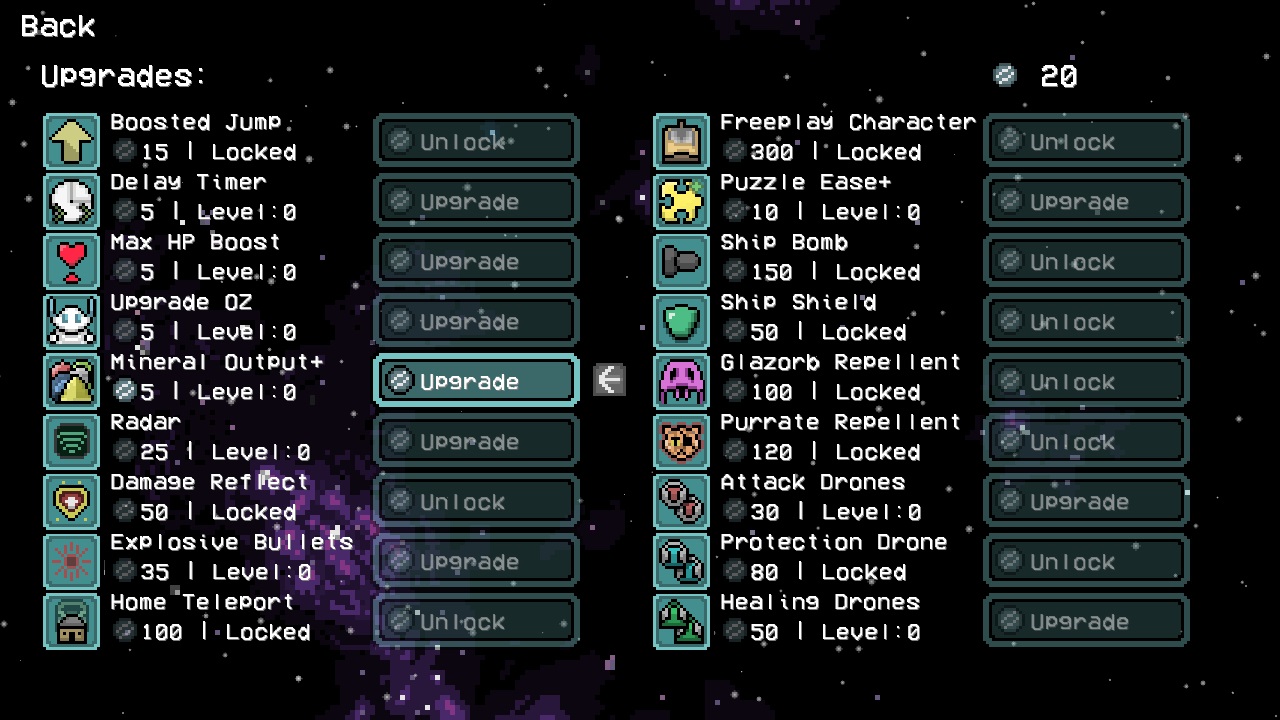 Back
Upgrades:
20
Boosted Jump
15 | Locked
Unlock
Delay Timer
5 | Level:0
Upgrade
Max HP Boost
5 | Level:0
Upgrade
Upgrade OZ
5 | Level:0
Upgrade
Mineral Output+
5 | Level:0
Upgrade
Radar
25 | Level:0
Upgrade
Damage Reflect
50 | Locked
Unlock
Explosive Bullets
35 | Level:0
Upgrade
Home Teleport
100 | Locked
Unlock
Freeplay Character
300 | Locked
Unlock
Puzzle Ease+
10 | Level:0
Upgrade
Ship Bomb
150 | Locked
Unlock
Ship Shield
50 | Locked
Unlock
Glazorb Repellent
100 | Locked
Unlock
Purrate Repellent
120 | Locked
Unlock
Attack Drones
30 | Level:0
Upgrade
Protection Drone
80 | Locked
Unlock
Healing Drones
50 | Level:0
Upgrade